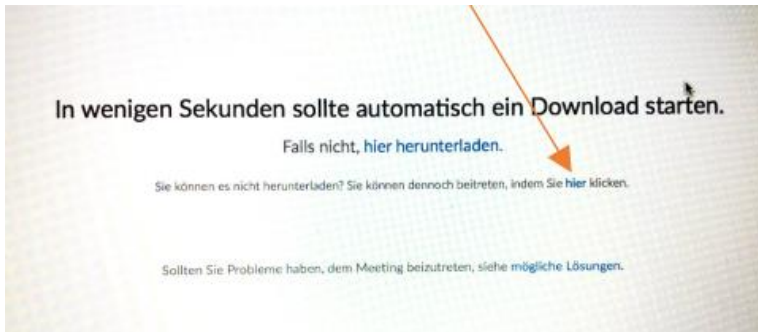 In wenigen Sekunden sollte automatisch ein Download starten.
Falls nicht, hier herunterladen.
Sie können es nicht herunterladen? Sie können dennoch beitreten, indem Sie hier klicken.
Sollten Sie Probleme haben, dem Meeting beizutreten, siehe mögliche Lösungen.